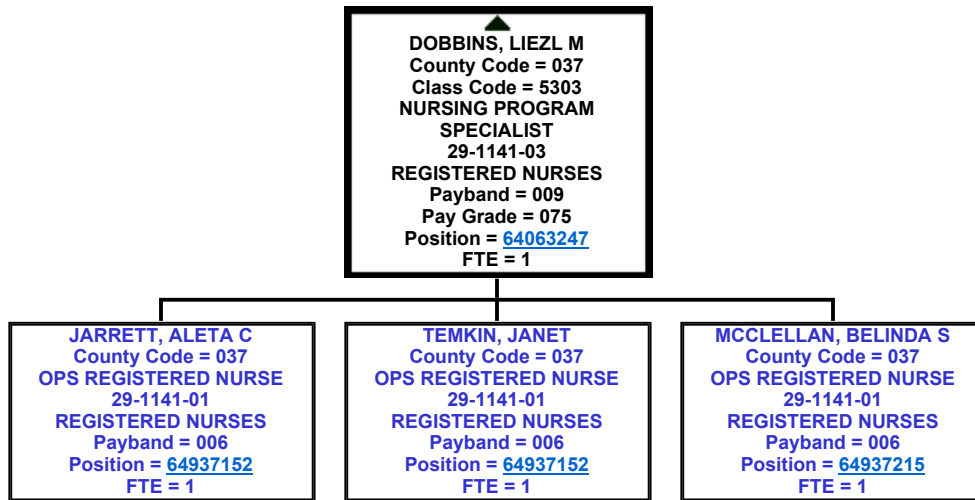 DOBBINS, LIEZL M
County Code = 037
Class Code = 5303
NURSING PROGRAM
SPECIALIST
29-1141-03
REGISTERED NURSES
Payband = 009
Pay Grade = 075
Position = 64063247
FTE = 1
JARRETT, ALETA C
County Code = 037
OPS REGISTERED NURSE
29-1141-01
REGISTERED NURSES
Payband = 006
Position = 64937152
FTE = 1
TEMKIN, JANET
County Code = 037
OPS REGISTERED NURSE
29-1141-01
REGISTERED NURSES
Payband = 006
Position = 64937152
FTE = 1
MCCLELLAN, BELINDA S
County Code = 037
OPS REGISTERED NURSE
29-1141-01
REGISTERED NURSES
Payband = 006
Position = 64937215
FTE = 1